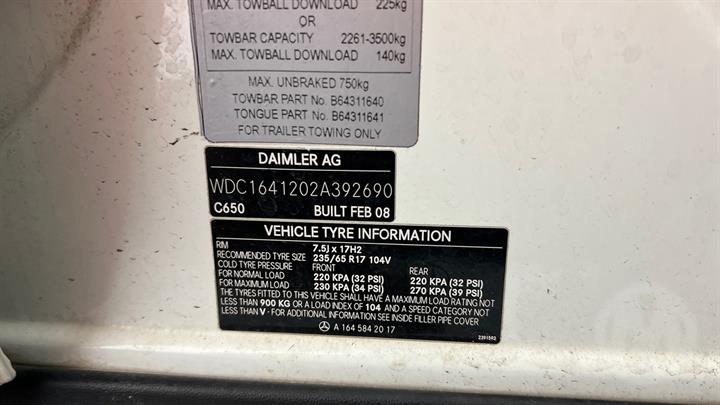 MAX. TOWBALL DOWNLOAD 225kg
OR
TOWBAR CAPACITY 2261-3500kg
MAX. TOWBALL DOWNLOAD 140kg
MAX. UNBRAKED 750kg
TOWBAR PART No. B64311640
TONGUE PART No. B64311641
FOR TRAILER TOWING ONLY
DAIMLER AG
WDC1641202A392690
C650 BUILT FEB 08
VEHICLE TYRE INFORMATION
RIM 7.5J x 17H2
RECOMMENDED TYRE SIZE 235/65 R17 104V
COLD TYRE PRESSURE FRONT REAR
FOR NORMAL LOAD 220 KPA (32 PSI) 220 KPA (32 PSI)
FOR MAXIMUM LOAD 230 KPA (34 PSI) 270 KPA (39 PSI)
THE TYRES FITTED TO THIS VEHICLE SHALL HAVE A MAXIMUM LOAD RATING NOT
LESS THAN 900 KG OR A LOAD INDEX OF 104 AND A SPEED CATEGORY NOT
LESS THAN V - FOR ADDITIONAL INFORMATION SEE INSIDE FILLER PIPE COVER
A 164 584 20 17
2391593